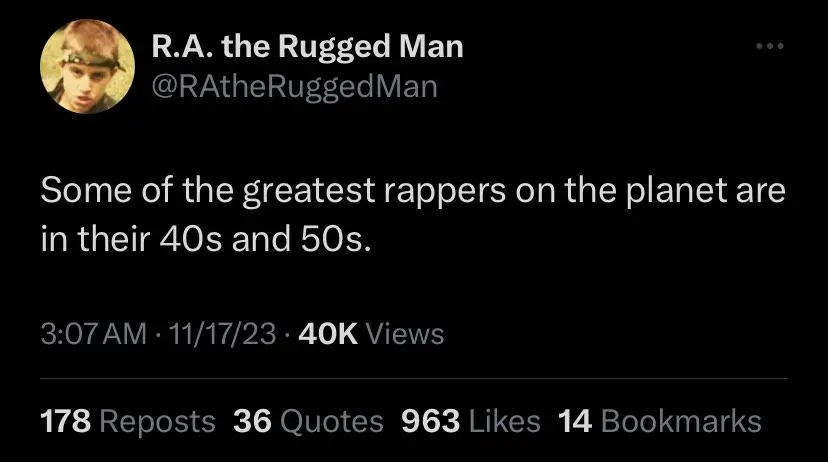 R.A. the Rugged Man
@RAtheRuggedMan
Some of the greatest rappers on the planet are
in their 40s and 50s.
3:07 AM · 11/17/23 · 40K Views
178 Reposts 36 Quotes 963 Likes 14 Bookmarks